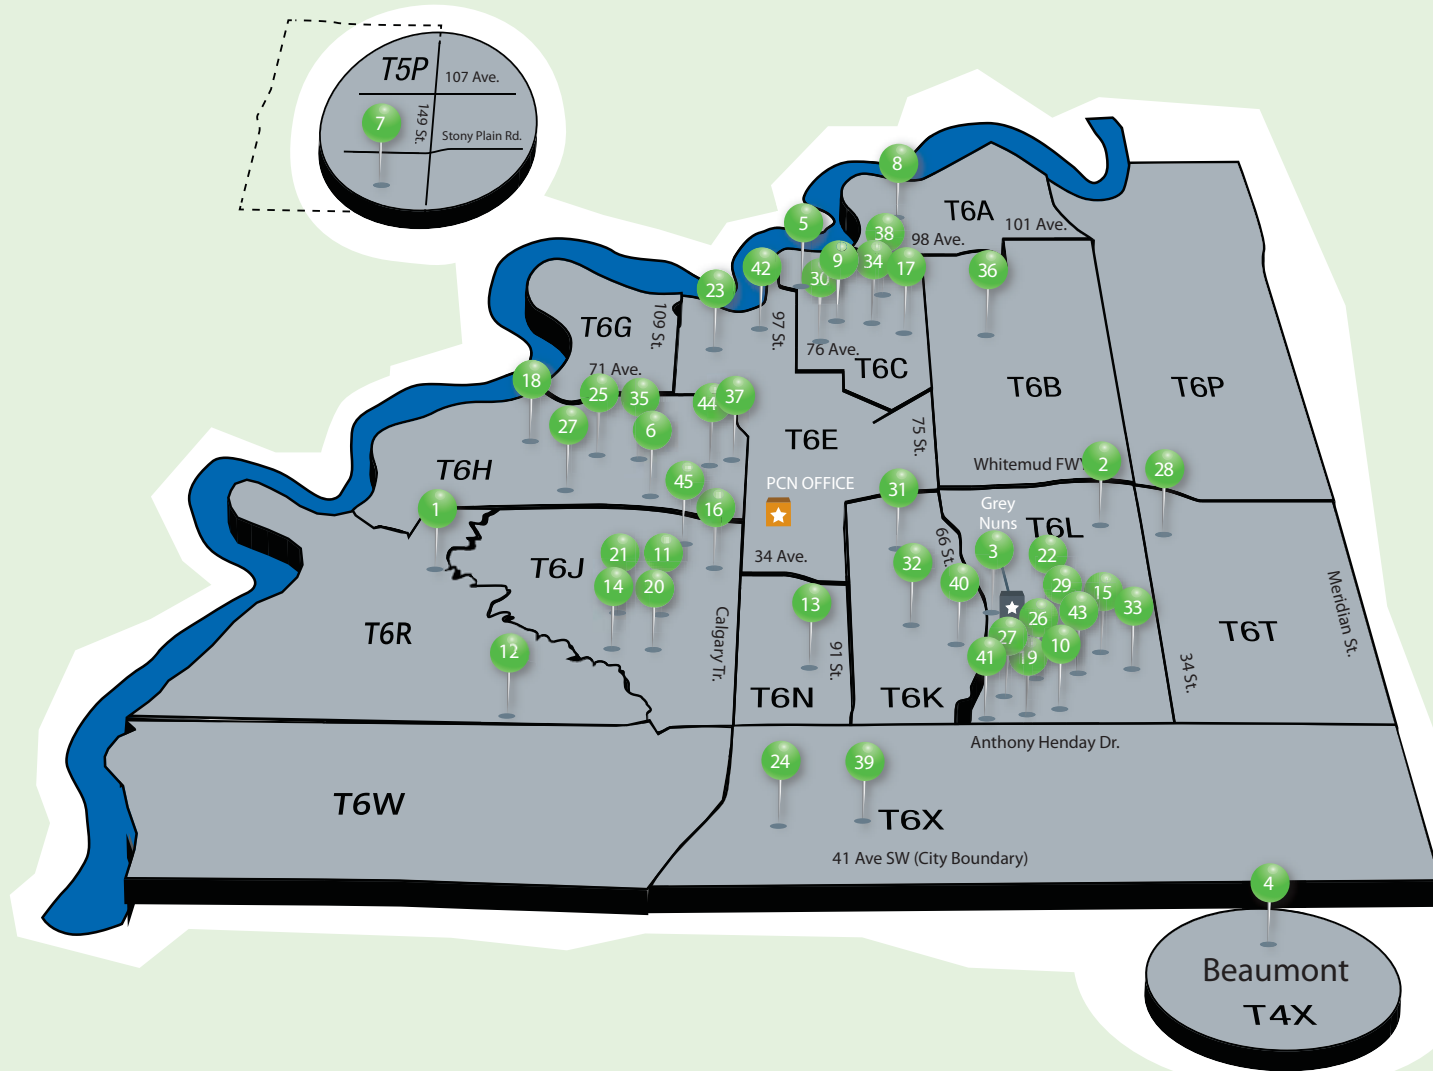 T5P
107 Ave.
7
149 St.
Stony Plain Rd.
8
T6A
5
38
101 Ave.
98 Ave.
42
9
34
17
30
36
23
109 St.
97 St.
T6G
76 Ave.
T6C
71 Ave.
18
25
35
44
37
T6B
T6P
27
6
T6E
75 St.
T6H
45
PCN OFFICE
31
Whitemud FWY
2
28
1
16
Grey
Nuns
T6L
66 St.
21
11
T6J
34 Ave.
3
22
32
40
14
20
13
29
15
33
43
26
Meridian St.
T6R
12
Calgary Tr.
91 St.
27
10
41
19
T6T
34 St.
T6N
T6K
Anthony Henday Dr.
24
39
T6W
T6X
41 Ave SW (City Boundary)
4
Beaumont
T4X